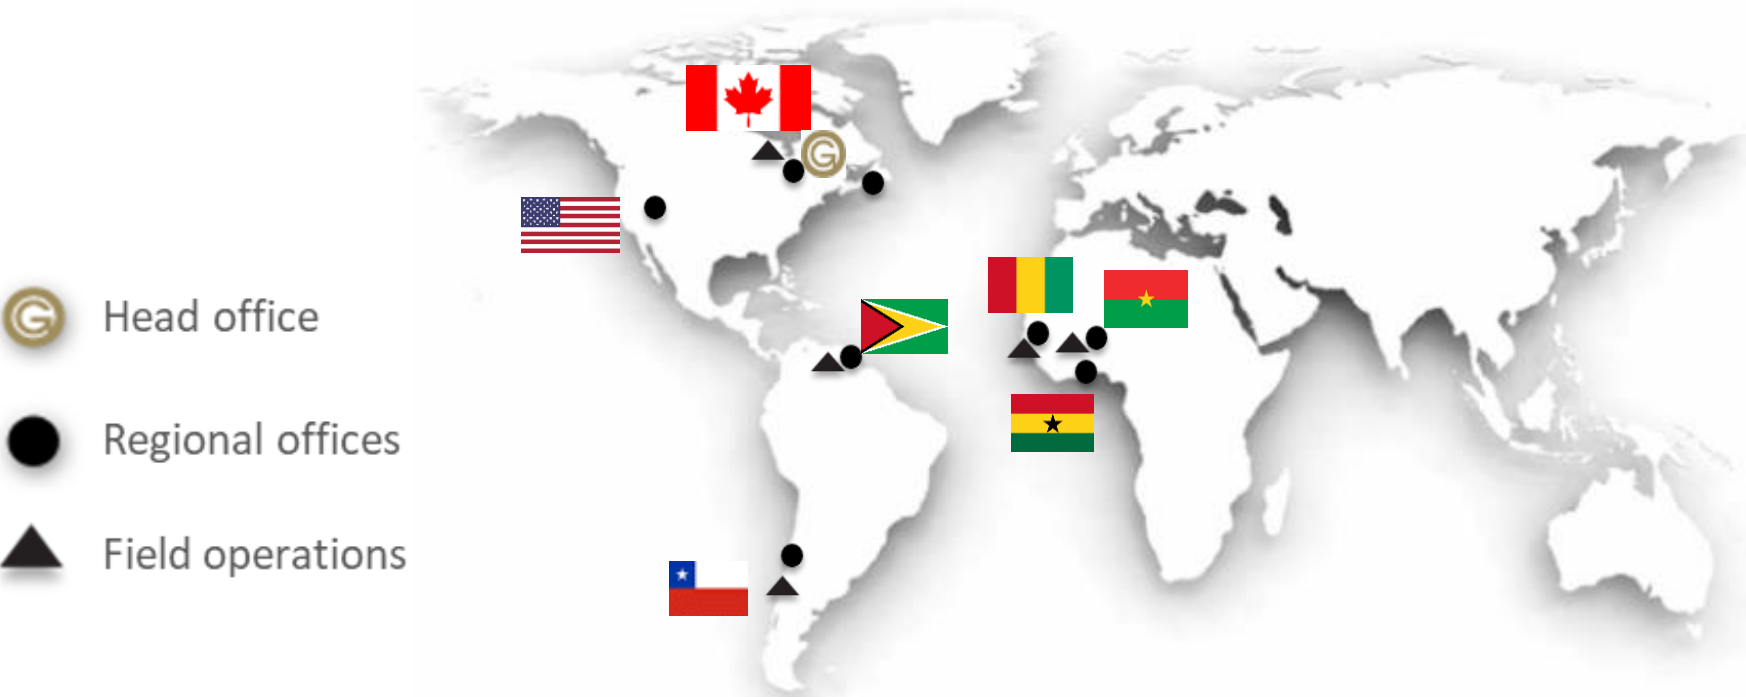 G
G
Head office
Regional offices
Field operations